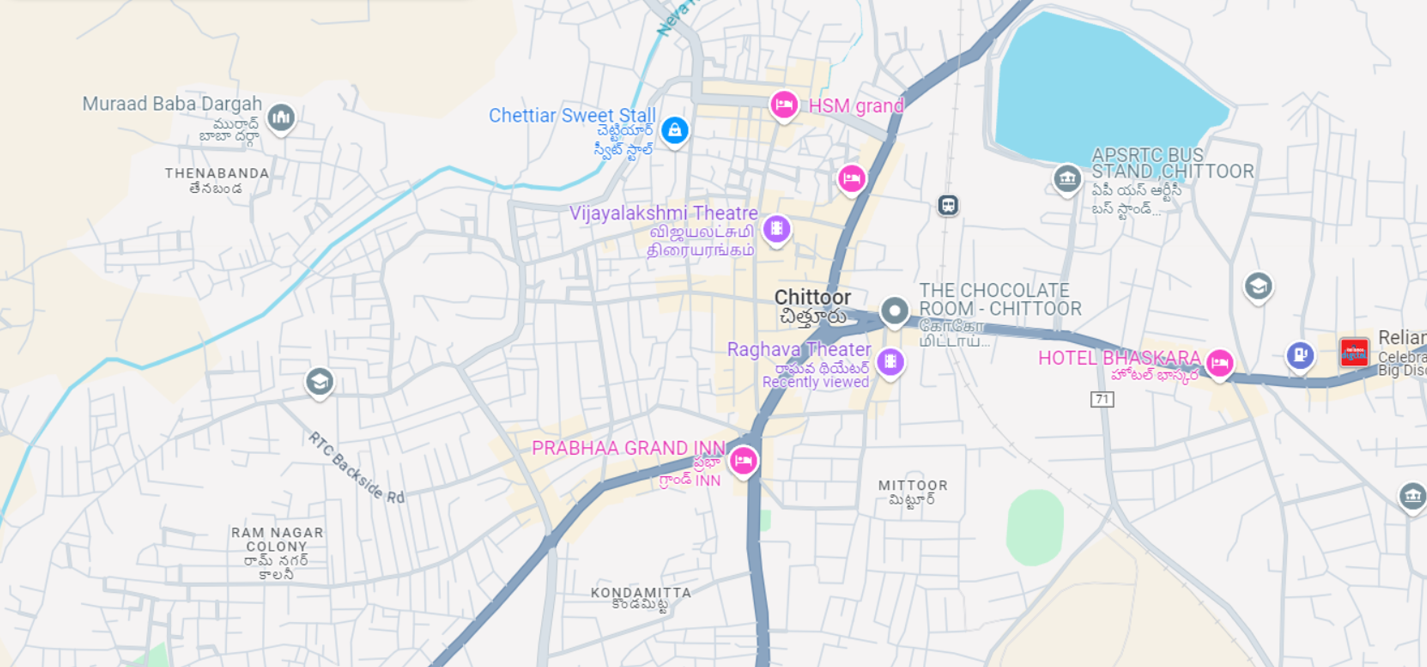 Neva
HSM grand
Muraad Baba Dargah
మురాద్
బాబా దర్గా
Chettiar Sweet Stall
చెట్టియార్
స్వీట్ స్టాల్
THENABANDA
తేనబండ
APSRTC BUS
STAND, CHITTOOR
ఏపీ యస్ ఆర్టీసీ
బస్ స్టాండ్...
Vijayalakshmi Theatre
விஜயலட்சுமி
திரையரங்கம்
Chittoor
చిత్తూరు
THE CHOCOLATE
ROOM - CHITTOOR
கோகோ
மிட்டாய்...
Raghava Theater
రాఘవ థియేటర్
Recently viewed
HOTEL BHASKARA
హోటల్ భాస్కర
Relian
Celebra
Big Disc
71
RTC Backside Rd
PRABHAA GRAND INN
ప్రభా
గ్రాండ్ INN
MITTOOR
మిట్టూర్
RAM NAGAR
COLONY
రామ్ నగర్
కాలనీ
KONDAMITTA
కొండమిట్ట